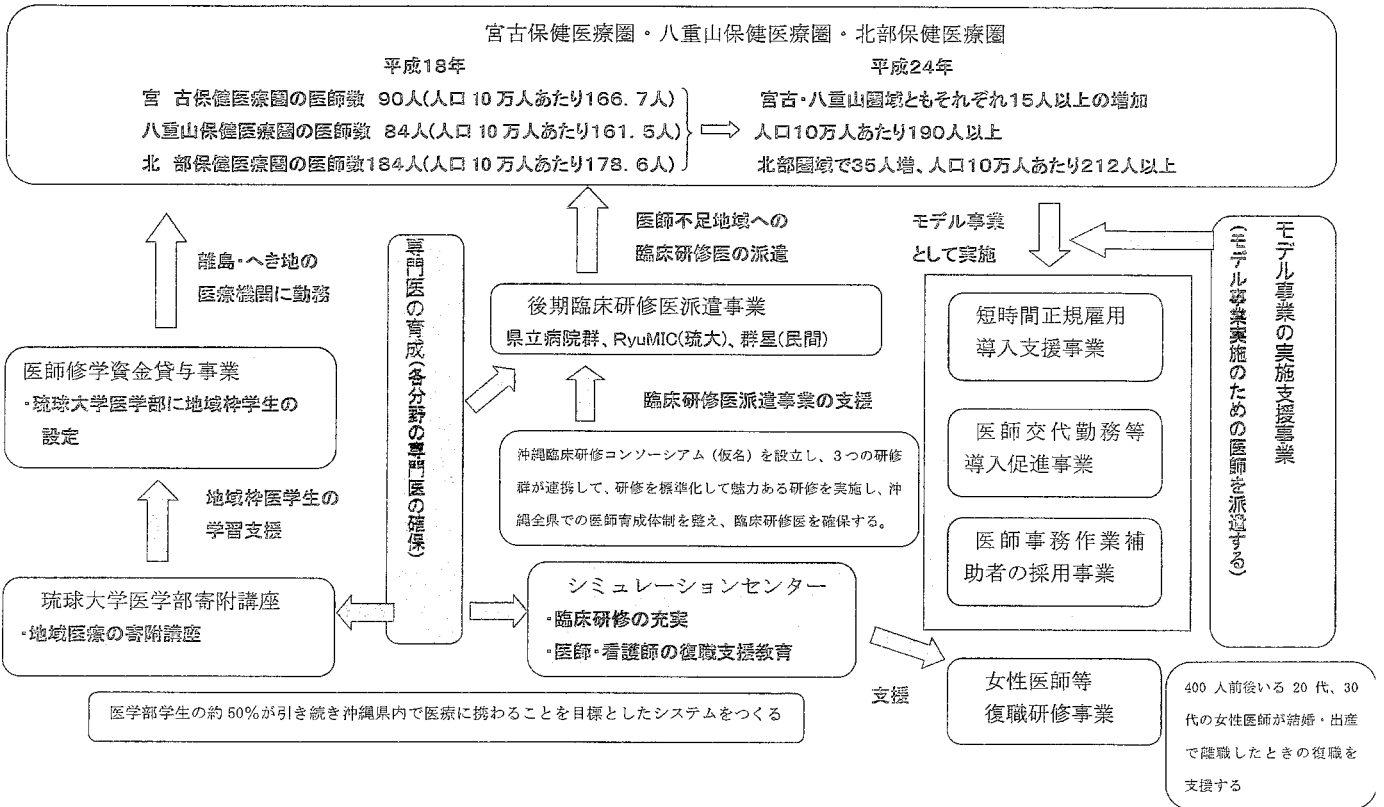 宮古保健医療圏・八重山保健医療圏・北部保健医療圏
平成18年
平成24年
宮 古保健医療圏の医師数 90人(人口10万人あたり166.7人)
八重山保健医療圏の医師数 84人(人口10万人あたり161.5人)
北 部保健医療圏の医師数184人(人口10万人あたり178.6人)
宮古・八重山圏域ともそれぞれ15人以上の増加
人口10万人あたり190人以上
北部圏域で35人増、人口10万人あたり212人以上
離島・へき地の
医療機関に勤務
医師修学資金貸与事業
・琉球大学医学部に地域枠学生の
設定
地域枠医学生の
学習支援
琉球大学医学部寄附講座
・地域医療の寄附講座
専門医の育成(各分野の専門医の確保)
医師不足地域への
臨床研修医の派遣
後期臨床研修医派遣事業
県立病院群、RyuMIC(琉大)、群星(民間)
臨床研修医派遣事業の支援
沖縄臨床研修コンソーシアム(仮名)を設立し、3つの研修
群が連携して、研修を標準化して魅力ある研修を実施し、沖
縄全県での医師育成体制を整え、臨床研修医を確保する。
シミュレーションセンター
・臨床研修の充実
・医師・看護師の復職支援教育
モデル事業
として実施
短時間正規雇用
導入支援事業
医師交代勤務等
導入促進事業
医師事務作業補
助者の採用事業
モデル事業の実施支援事業
(モデル事業実施のための医師を派遣する)
支援
女性医師等
復職研修事業
400人前後いる20代、30
代の女性医師が結婚・出産
で離職したときの復職を
支援する
医学部学生の約50%が引き続き沖縄県内で医療に携わることを目標としたシステムをつくる